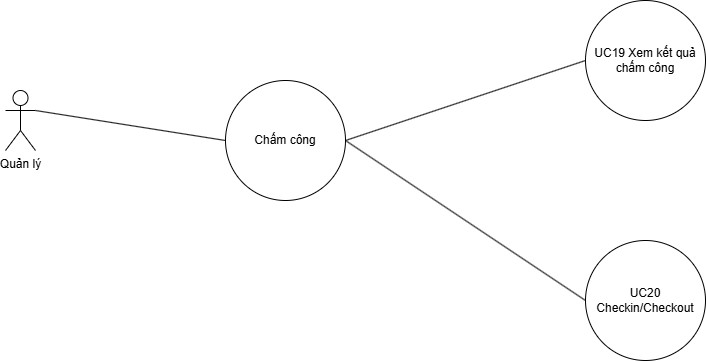 UC19 Xem kết quả
chấm công
Chấm công
Quản lý
UC20
Checkin/Checkout